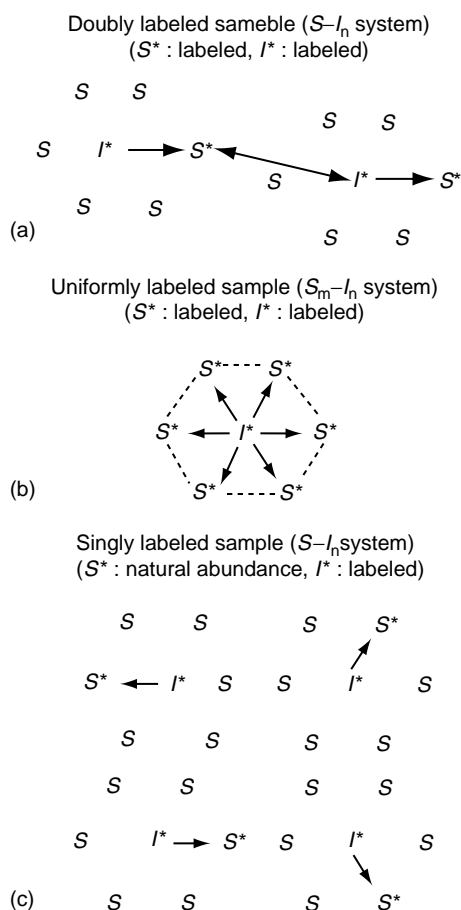 Doubly labeled sameble (S–In system)
(S* : labeled, I* : labeled)
S S
S I* S* S S
S I* S*
S S
S S
(a)
Uniformly labeled sample (Sm–In system)
(S* : labeled, I* : labeled)
S* S*
S* I* S*
S* S*
(b)
Singly labeled sample (S–Insystem)
(S* : natural abundance, I* : labeled)
S S S S*
S* I* S S I* S
S S S S
S S S S
S I* S* S I* S
S S S S*
(c)